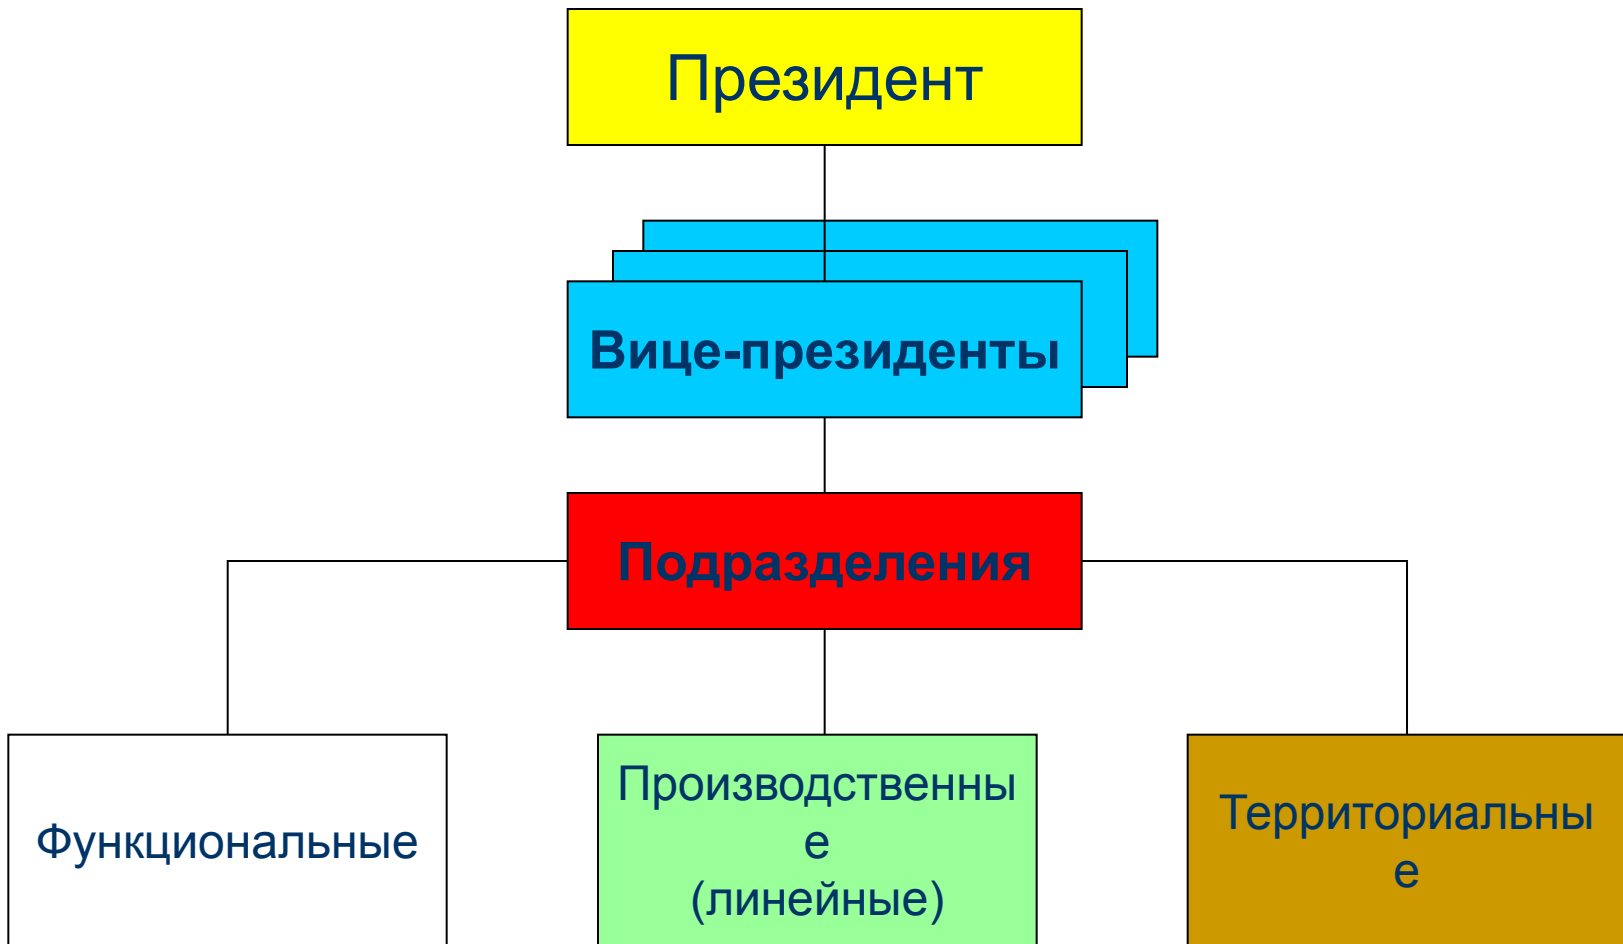 Президент
Вице-президенты
Подразделения
Функциональные
Производственны
е
(линейные)
Территориальны
е